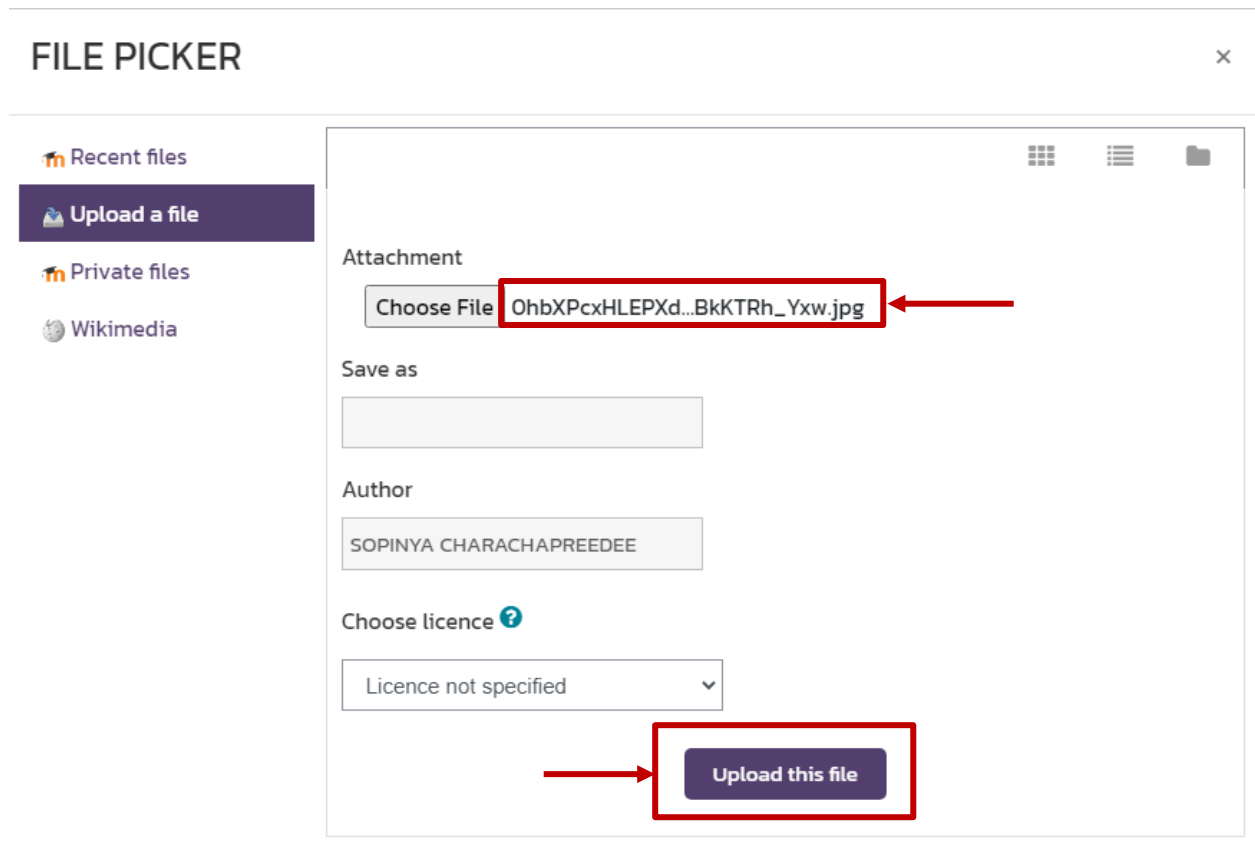 FILE PICKER
×
Recent files
Upload a file
Private files
Wikimedia
Attachment
Choose File 0hbXPcxHLEPXd...BkKTRh_Yxw.jpg
Save as
Author
SOPINYA CHARACHAPREEDEE
Choose licence ?
Licence not specified
Upload this file